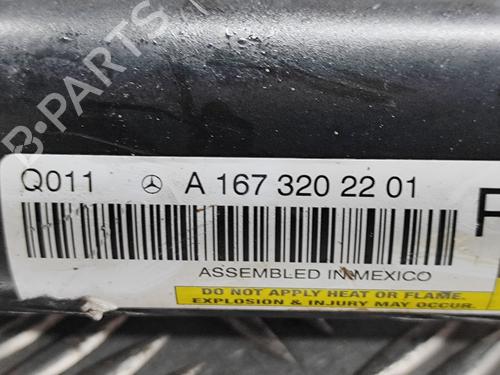 B-PARTS
Q011 A 167 320 22 01
ASSEMBLED IN MEXICO
DO NOT APPLY HEAT OR FLAME.
EXPLOSION & INJURY MAY OCCUR.